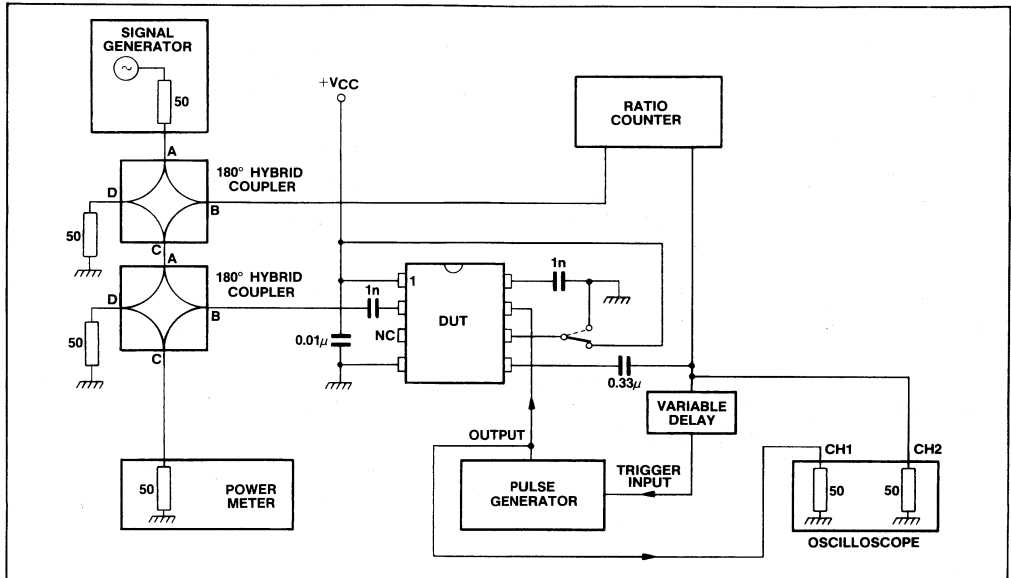 SIGNAL
GENERATOR
50
+VCC
RATIO
COUNTER
A
180° HYBRID
COUPLER
D
B
50
C
A
180° HYBRID
COUPLER
D
B
50
C
1n
0.01µ
1
NC
DUT
1n
0.33µ
VARIABLE
DELAY
OUTPUT
TRIGGER
INPUT
PULSE
GENERATOR
CH1
CH2
50
50
OSCILLOSCOPE
50
POWER
METER